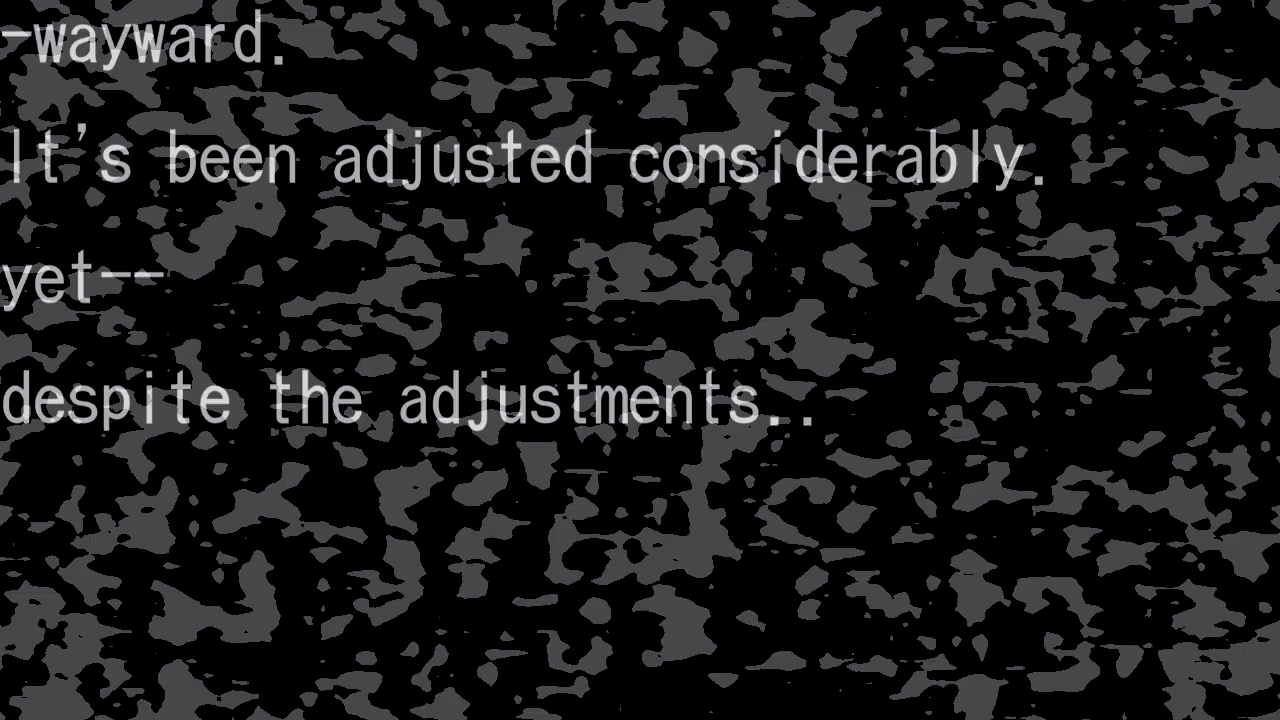 -wayward.
It's been adjusted considerably.
yet--
despite the adjustments..